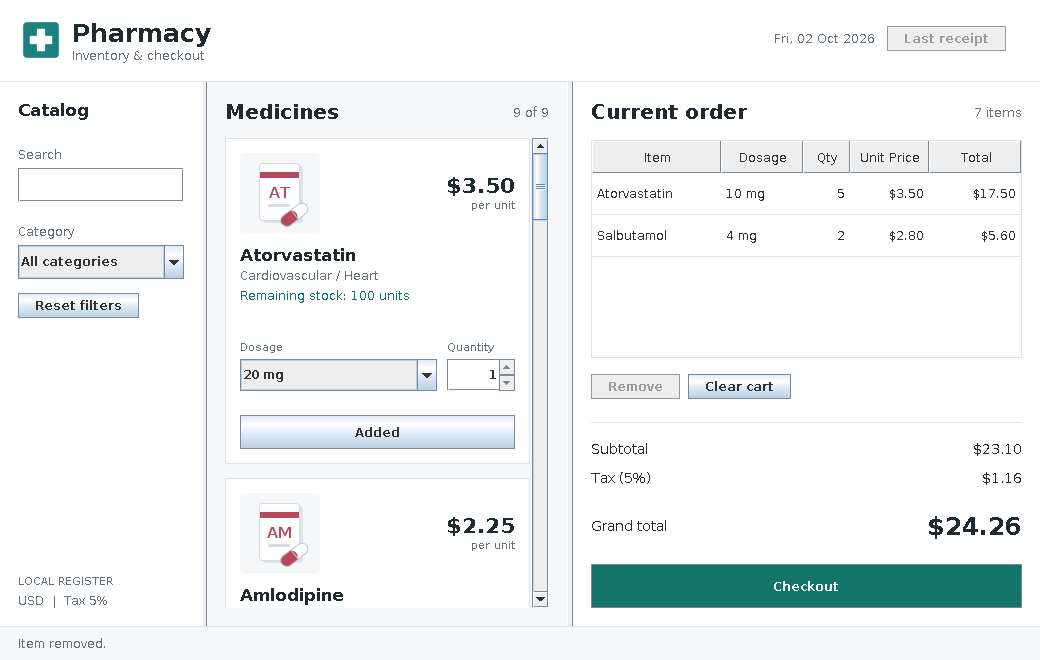 Pharmacy
Inventory & checkout
Fri, 02 Oct 2026
Last receipt
Catalog
Search
Category
All categories
Reset filters
LOCAL REGISTER
USD | Tax 5%
Medicines
9 of 9
AT
$3.50
per unit
Atorvastatin
Cardiovascular / Heart
Remaining stock: 100 units
Dosage Quantity
20 mg 1
Added
AM
$2.25
per unit
Amlodipine
Current order
7 items
Item Dosage Qty Unit Price Total
Atorvastatin 10 mg 5 $3.50 $17.50
Salbutamol 4 mg 2 $2.80 $5.60
Remove Clear cart
Subtotal $23.10
Tax (5%) $1.16
Grand total $24.26
Checkout
Item removed.